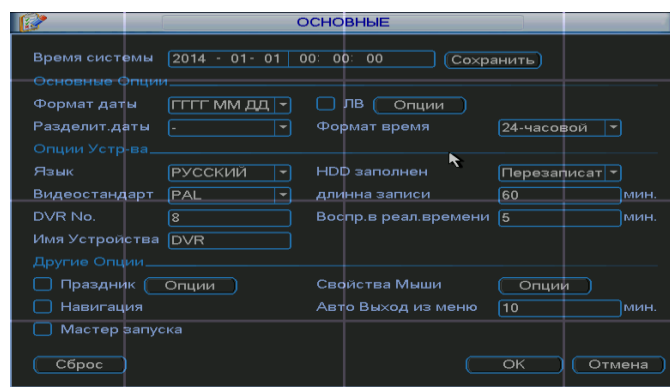 ОСНОВНЫЕ
Время системы 2014 - 01- 01 00: 00: 00 Сохранить
Основные Опции
Формат даты ГГГГ ММ ДД ЛВ Опции
Разделит.даты - Формат время 24-часовой
Опции Устр-ва
Язык РУССКИЙ HDD заполнен Перезаписат
Видеостандарт PAL длинна записи 60 мин.
DVR No. 8 Воспр.в реал.времени 5 мин.
Имя Устройства DVR
Другие Опции
Праздник Опции Свойства Мыши Опции
Навигация Авто Выход из меню 10 мин.
Мастер запуска
Сброс OK Отмена